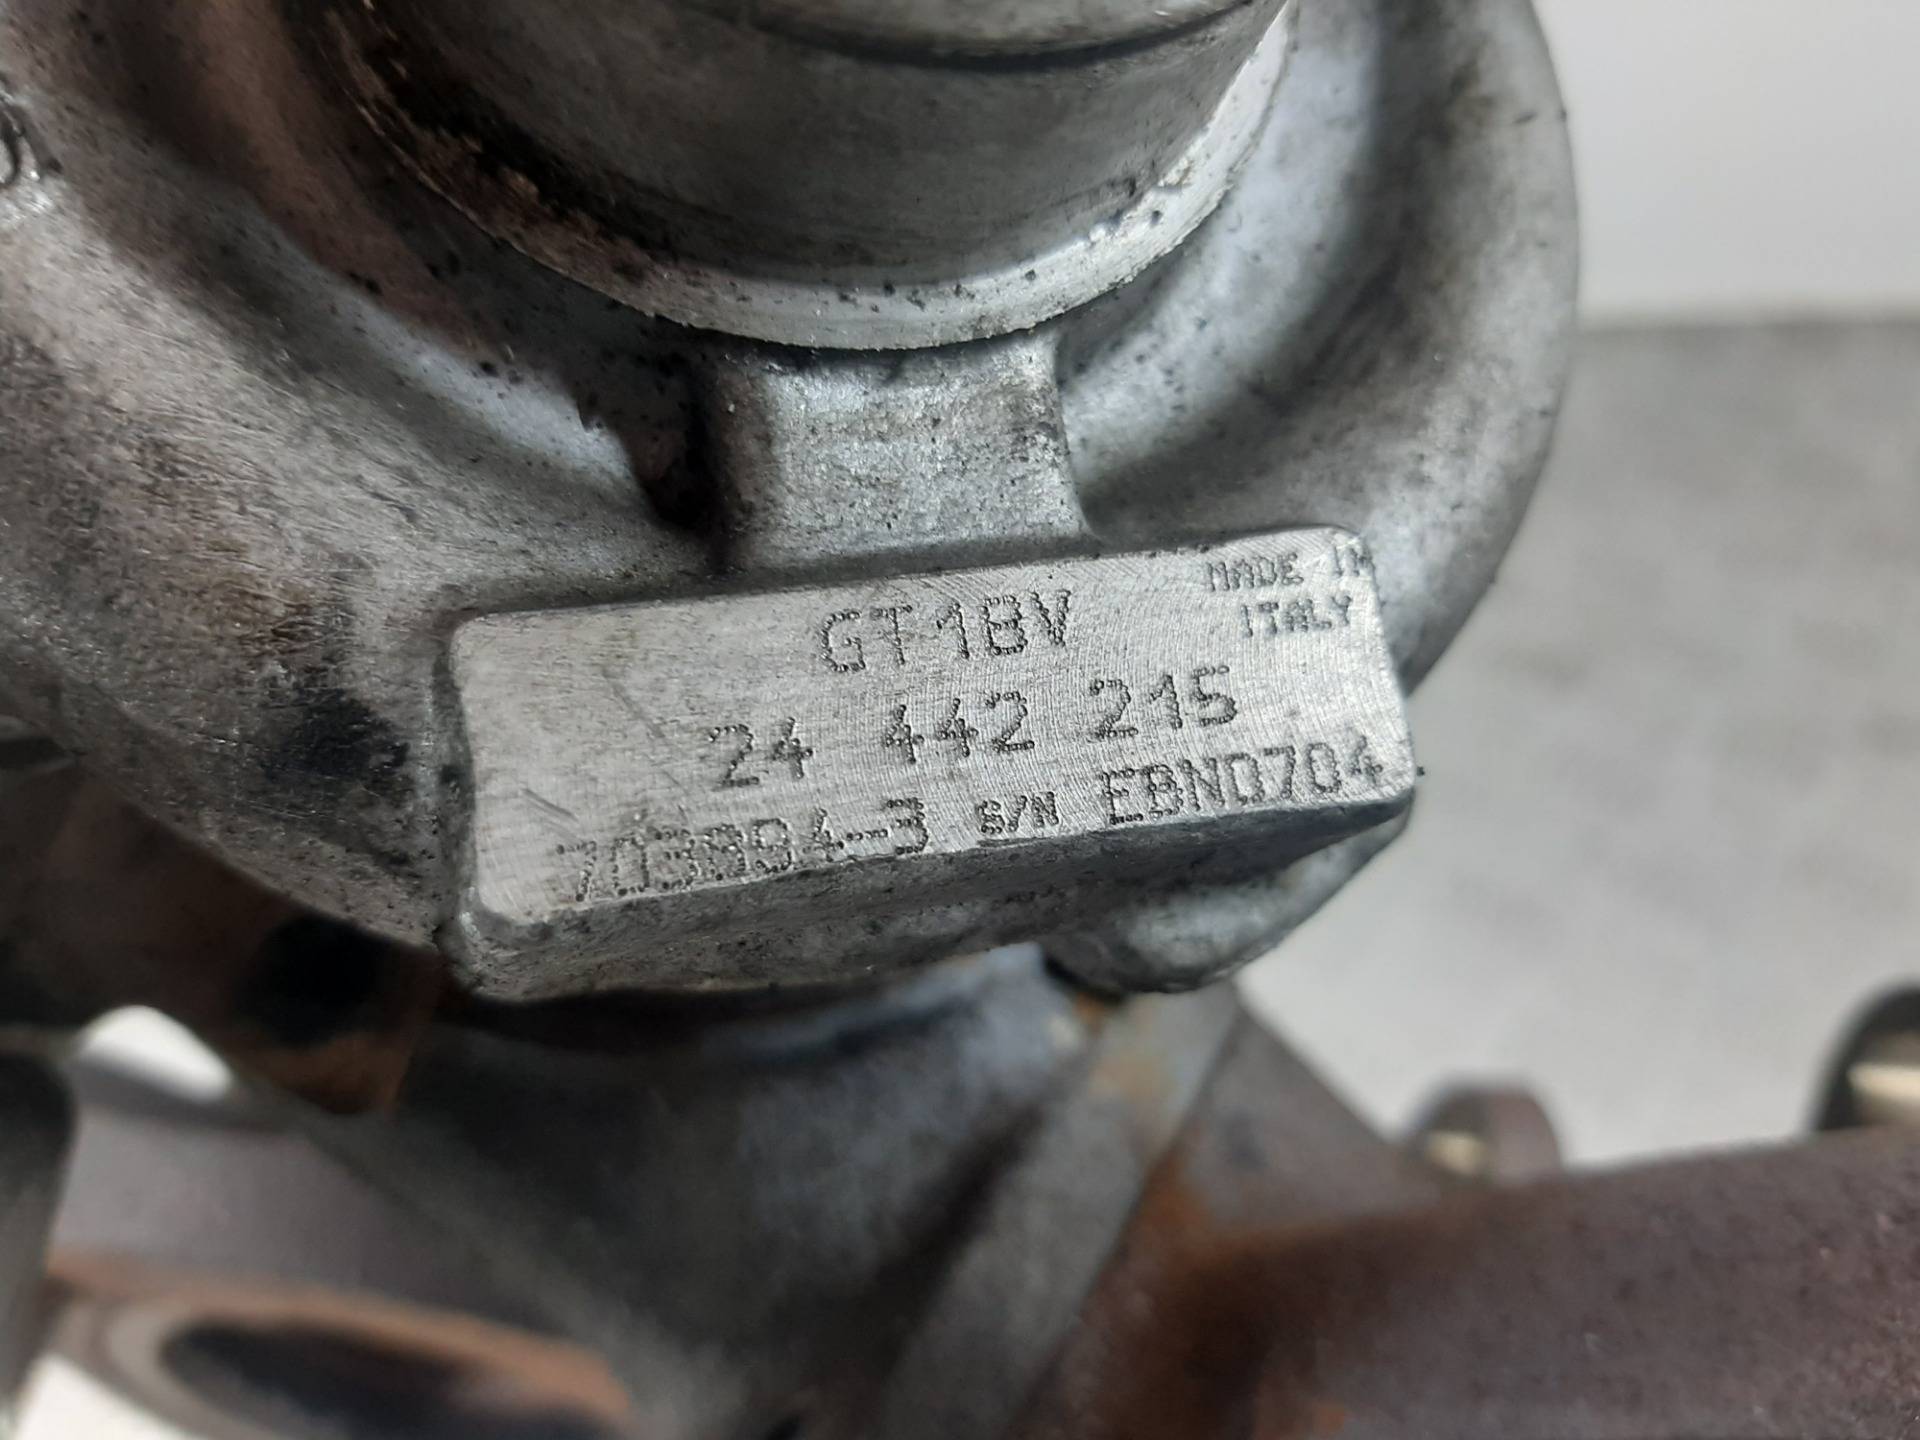 GT18V
MADE IN
ITALY
24 442 215
703894-3 S/N EBN0704